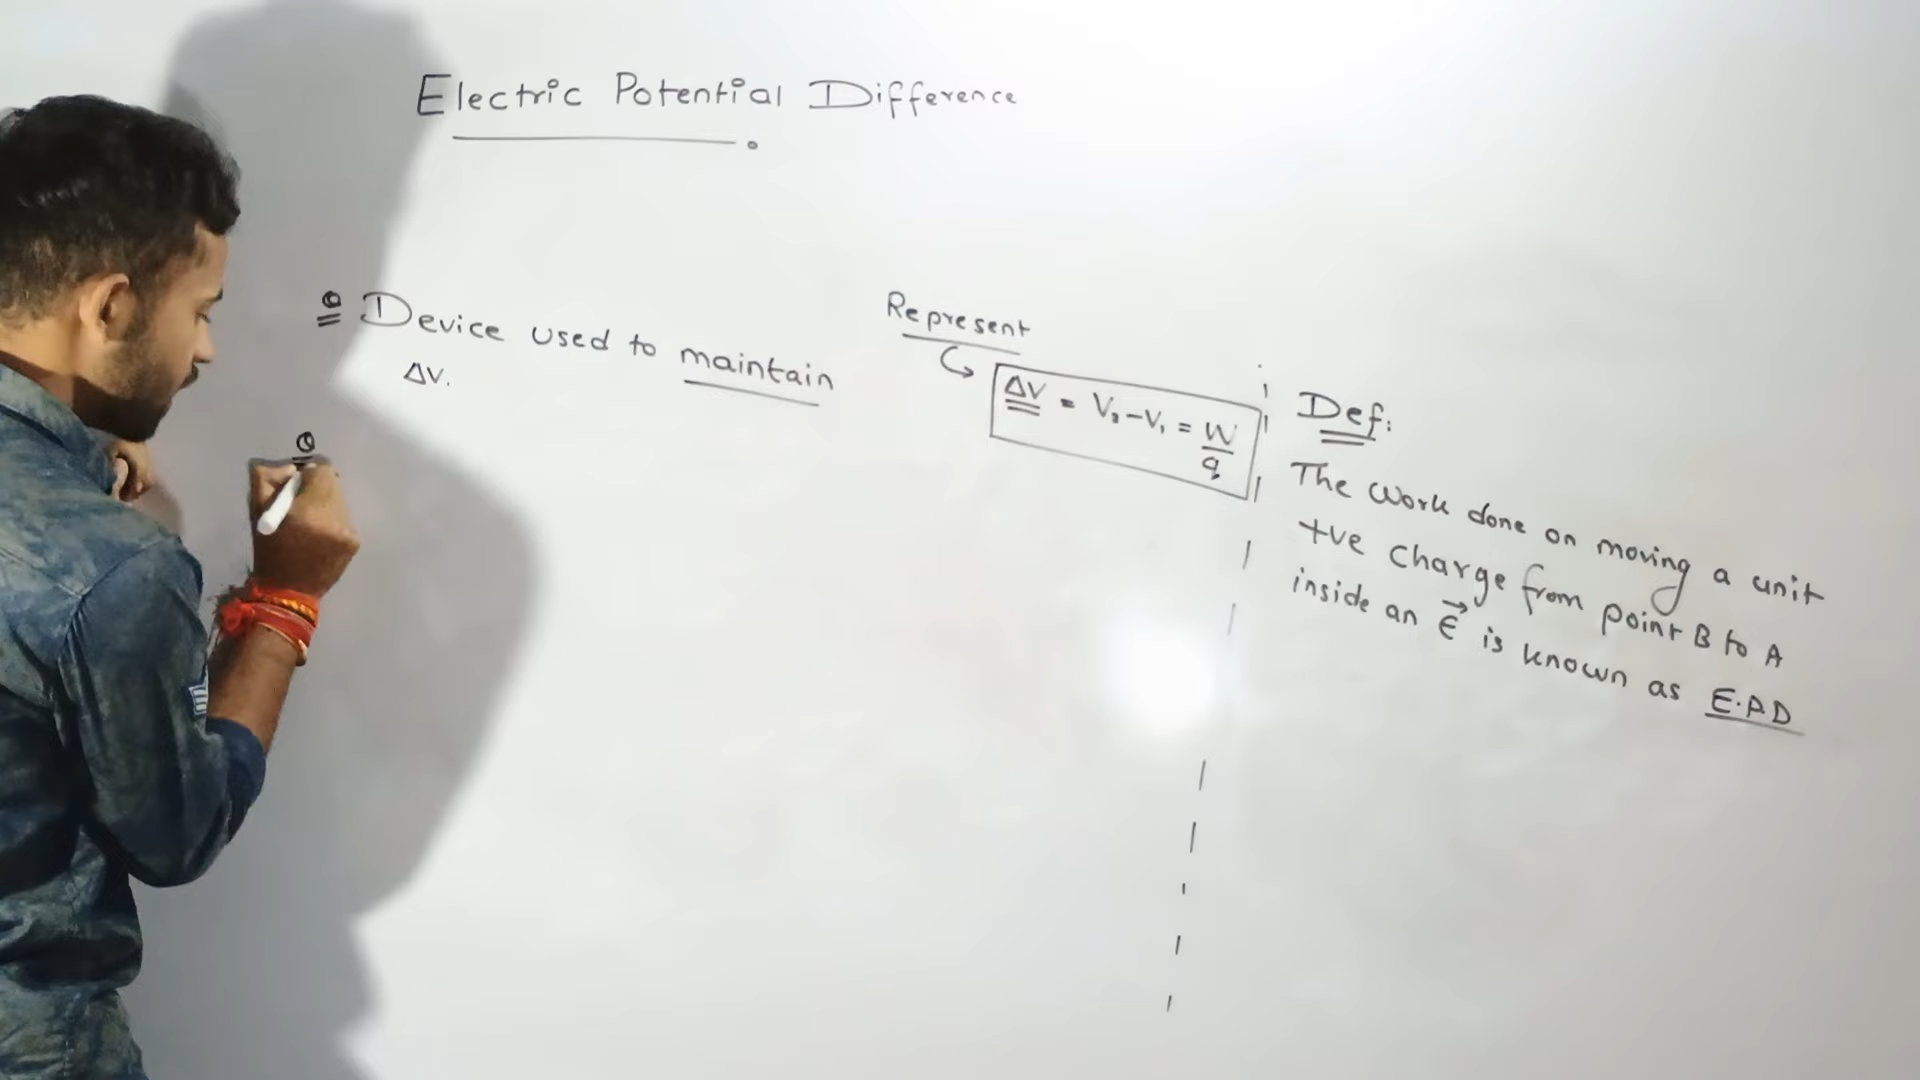 Electric Potential Difference
Device used to maintain
ΔV.
Represent
ΔV = V₂-V₁ = W/q
Def:
The work done on moving a unit
+ve charge from point B to A
inside an E⃗ is known as E.P.D